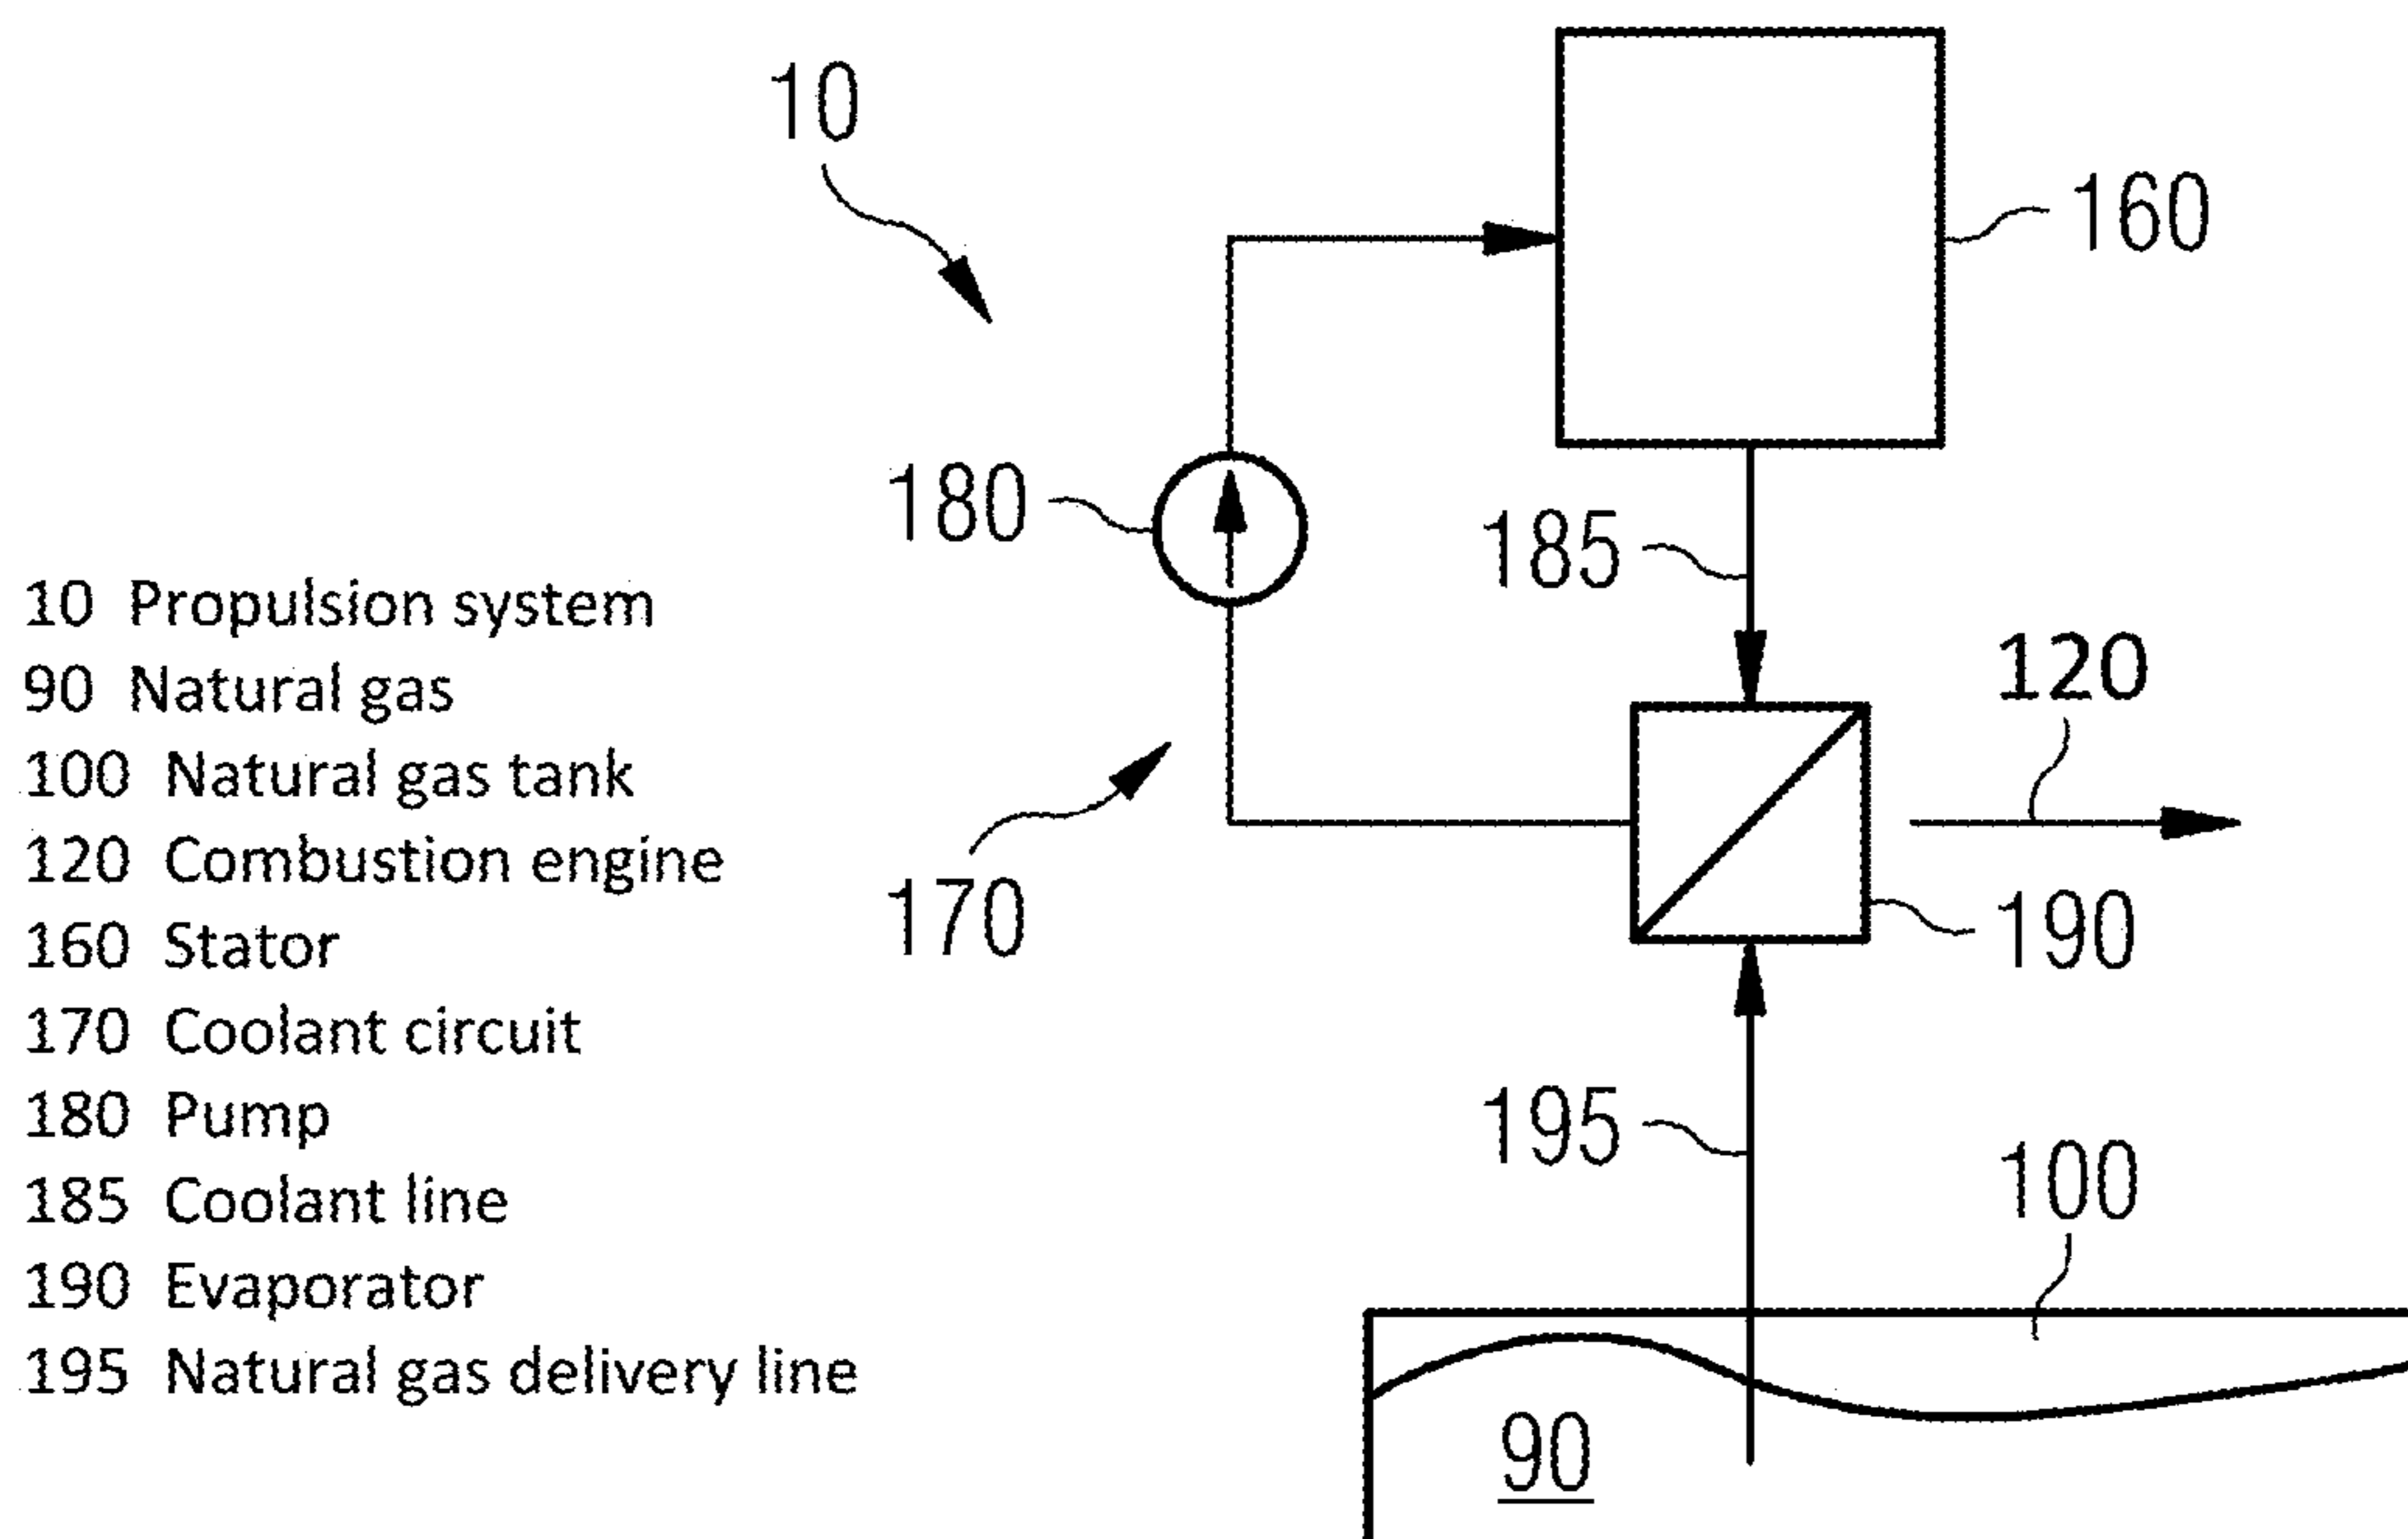 10
160
180
185
120
170
190
195
100
90
10 Propulsion system
90 Natural gas
100 Natural gas tank
120 Combustion engine
160 Stator
170 Coolant circuit
180 Pump
185 Coolant line
190 Evaporator
195 Natural gas delivery line